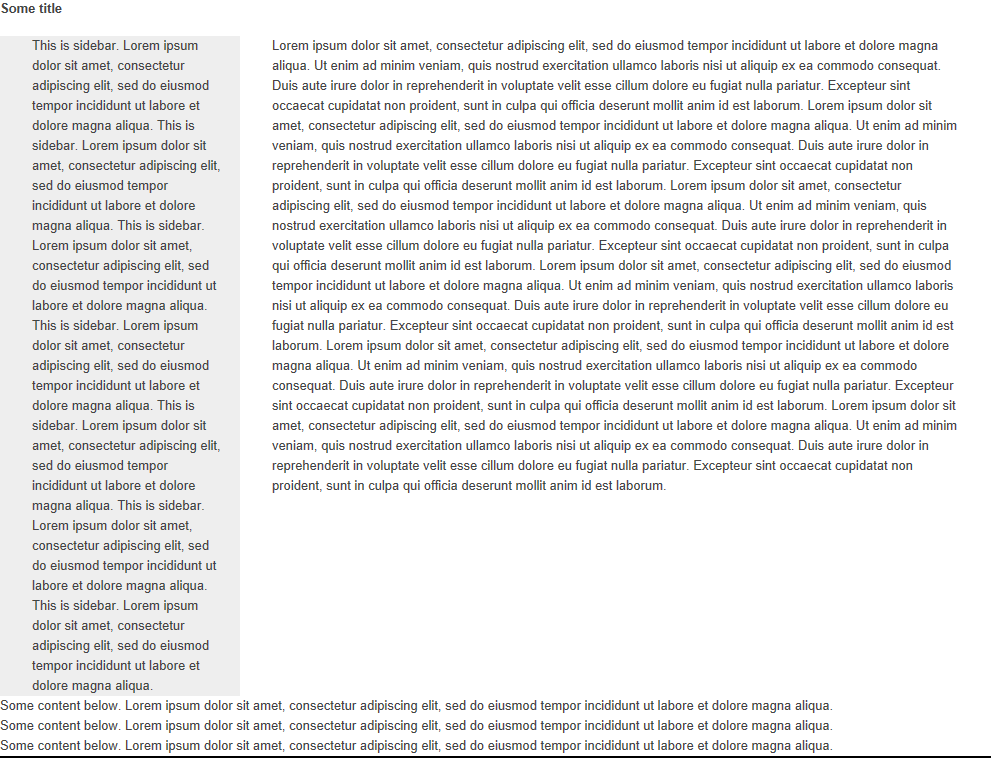 Some title
This is sidebar. Lorem ipsum
dolor sit amet, consectetur
adipiscing elit, sed do eiusmod
tempor incididunt ut labore et
dolore magna aliqua. This is
sidebar. Lorem ipsum dolor sit
amet, consectetur adipiscing elit,
sed do eiusmod tempor
incididunt ut labore et dolore
magna aliqua. This is sidebar.
Lorem ipsum dolor sit amet,
consectetur adipiscing elit, sed
do eiusmod tempor incididunt ut
labore et dolore magna aliqua.
This is sidebar. Lorem ipsum
dolor sit amet, consectetur
adipiscing elit, sed do eiusmod
tempor incididunt ut labore et
dolore magna aliqua. This is
sidebar. Lorem ipsum dolor sit
amet, consectetur adipiscing elit,
sed do eiusmod tempor
incididunt ut labore et dolore
magna aliqua. This is sidebar.
Lorem ipsum dolor sit amet,
consectetur adipiscing elit, sed
do eiusmod tempor incididunt ut
labore et dolore magna aliqua.
This is sidebar. Lorem ipsum
dolor sit amet, consectetur
adipiscing elit, sed do eiusmod
tempor incididunt ut labore et
dolore magna aliqua.
Lorem ipsum dolor sit amet, consectetur adipiscing elit, sed do eiusmod tempor incididunt ut labore et dolore magna
aliqua. Ut enim ad minim veniam, quis nostrud exercitation ullamco laboris nisi ut aliquip ex ea commodo consequat.
Duis aute irure dolor in reprehenderit in voluptate velit esse cillum dolore eu fugiat nulla pariatur. Excepteur sint
occaecat cupidatat non proident, sunt in culpa qui officia deserunt mollit anim id est laborum. Lorem ipsum dolor sit
amet, consectetur adipiscing elit, sed do eiusmod tempor incididunt ut labore et dolore magna aliqua. Ut enim ad minim
veniam, quis nostrud exercitation ullamco laboris nisi ut aliquip ex ea commodo consequat. Duis aute irure dolor in
reprehenderit in voluptate velit esse cillum dolore eu fugiat nulla pariatur. Excepteur sint occaecat cupidatat non
proident, sunt in culpa qui officia deserunt mollit anim id est laborum. Lorem ipsum dolor sit amet, consectetur
adipiscing elit, sed do eiusmod tempor incididunt ut labore et dolore magna aliqua. Ut enim ad minim veniam, quis
nostrud exercitation ullamco laboris nisi ut aliquip ex ea commodo consequat. Duis aute irure dolor in reprehenderit in
voluptate velit esse cillum dolore eu fugiat nulla pariatur. Excepteur sint occaecat cupidatat non proident, sunt in culpa
qui officia deserunt mollit anim id est laborum. Lorem ipsum dolor sit amet, consectetur adipiscing elit, sed do eiusmod
tempor incididunt ut labore et dolore magna aliqua. Ut enim ad minim veniam, quis nostrud exercitation ullamco laboris
nisi ut aliquip ex ea commodo consequat. Duis aute irure dolor in reprehenderit in voluptate velit esse cillum dolore eu
fugiat nulla pariatur. Excepteur sint occaecat cupidatat non proident, sunt in culpa qui officia deserunt mollit anim id est
laborum. Lorem ipsum dolor sit amet, consectetur adipiscing elit, sed do eiusmod tempor incididunt ut labore et dolore
magna aliqua. Ut enim ad minim veniam, quis nostrud exercitation ullamco laboris nisi ut aliquip ex ea commodo
consequat. Duis aute irure dolor in reprehenderit in voluptate velit esse cillum dolore eu fugiat nulla pariatur. Excepteur
sint occaecat cupidatat non proident, sunt in culpa qui officia deserunt mollit anim id est laborum. Lorem ipsum dolor sit
amet, consectetur adipiscing elit, sed do eiusmod tempor incididunt ut labore et dolore magna aliqua. Ut enim ad minim
veniam, quis nostrud exercitation ullamco laboris nisi ut aliquip ex ea commodo consequat. Duis aute irure dolor in
reprehenderit in voluptate velit esse cillum dolore eu fugiat nulla pariatur. Excepteur sint occaecat cupidatat non
proident, sunt in culpa qui officia deserunt mollit anim id est laborum.
Some content below. Lorem ipsum dolor sit amet, consectetur adipiscing elit, sed do eiusmod tempor incididunt ut labore et dolore magna aliqua.
Some content below. Lorem ipsum dolor sit amet, consectetur adipiscing elit, sed do eiusmod tempor incididunt ut labore et dolore magna aliqua.
Some content below. Lorem ipsum dolor sit amet, consectetur adipiscing elit, sed do eiusmod tempor incididunt ut labore et dolore magna aliqua.